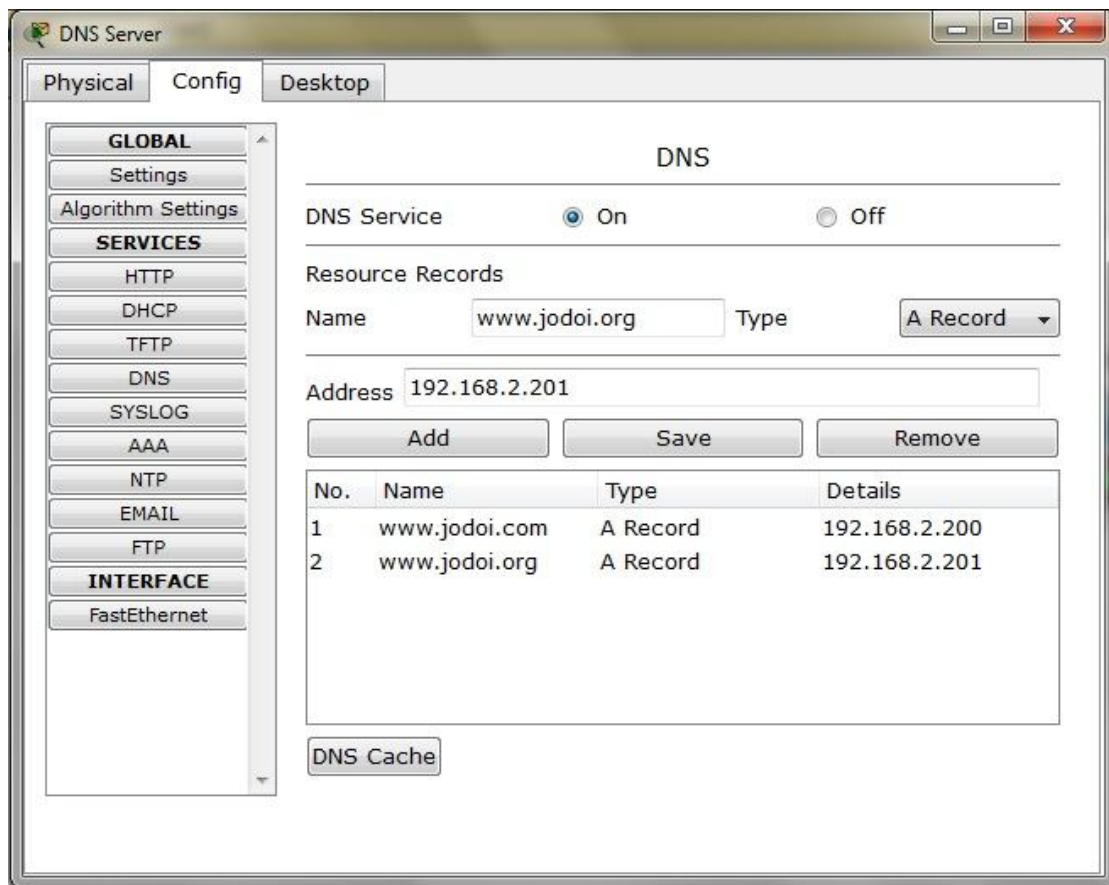 DNS Server
Physical Config Desktop
GLOBAL
Settings
Algorithm Settings
SERVICES
HTTP
DHCP
TFTP
DNS
SYSLOG
AAA
NTP
EMAIL
FTP
INTERFACE
FastEthernet
DNS
DNS Service On Off
Resource Records
Name www.jodoi.org Type A Record
Address 192.168.2.201
Add Save Remove
No. Name Type Details
1 www.jodoi.com A Record 192.168.2.200
2 www.jodoi.org A Record 192.168.2.201
DNS Cache